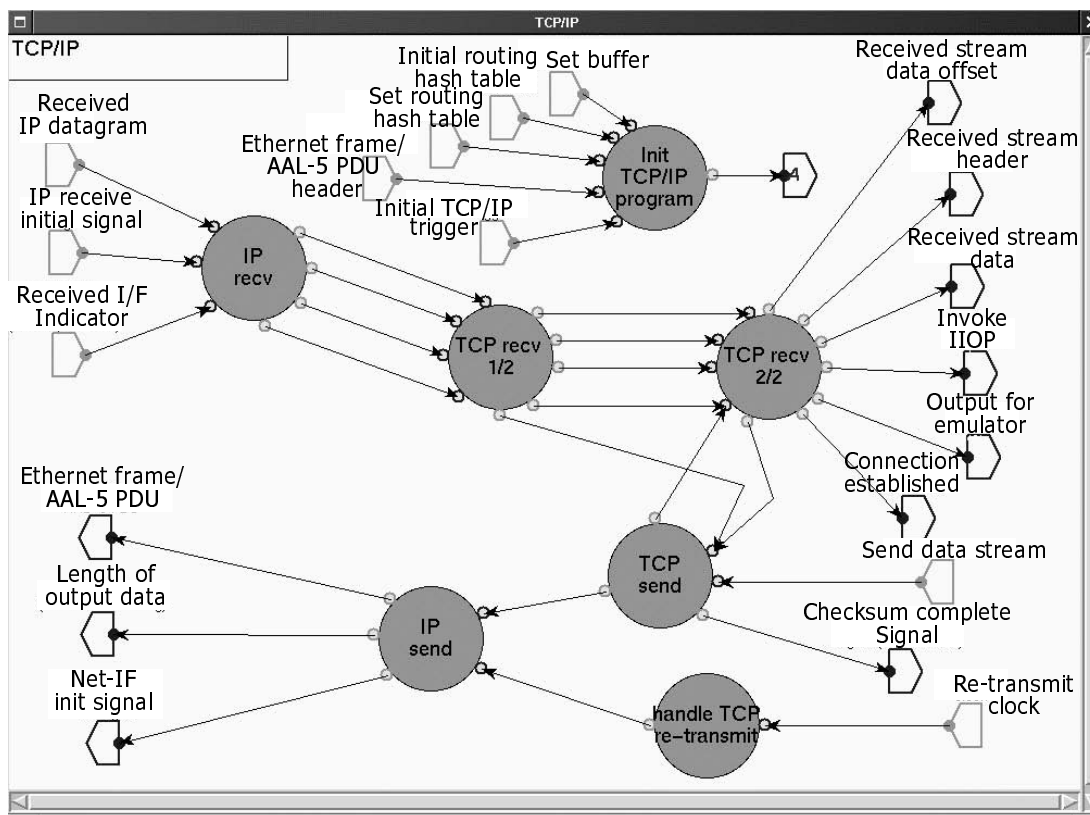 TCP/IP
TCP/IP
Received
IP datagram
IP receive
initial signal
Received I/F
Indicator
Initial routing
hash table
Set buffer
Set routing
hash table
Ethernet frame/
AAL-5 PDU
header
Initial TCP/IP
trigger
Init
TCP/IP
program
A
Received stream
data offset
Received stream
header
Received stream
data
Invoke
IIOP
Output for
emulator
Connection
established
IP
recv
TCP recv
1/2
TCP recv
2/2
Ethernet frame/
AAL-5 PDU
Length of
output data
Net-IF
init signal
IP
send
TCP
send
Send data stream
Checksum complete
Signal
handle TCP
re-transmit
Re-transmit
clock